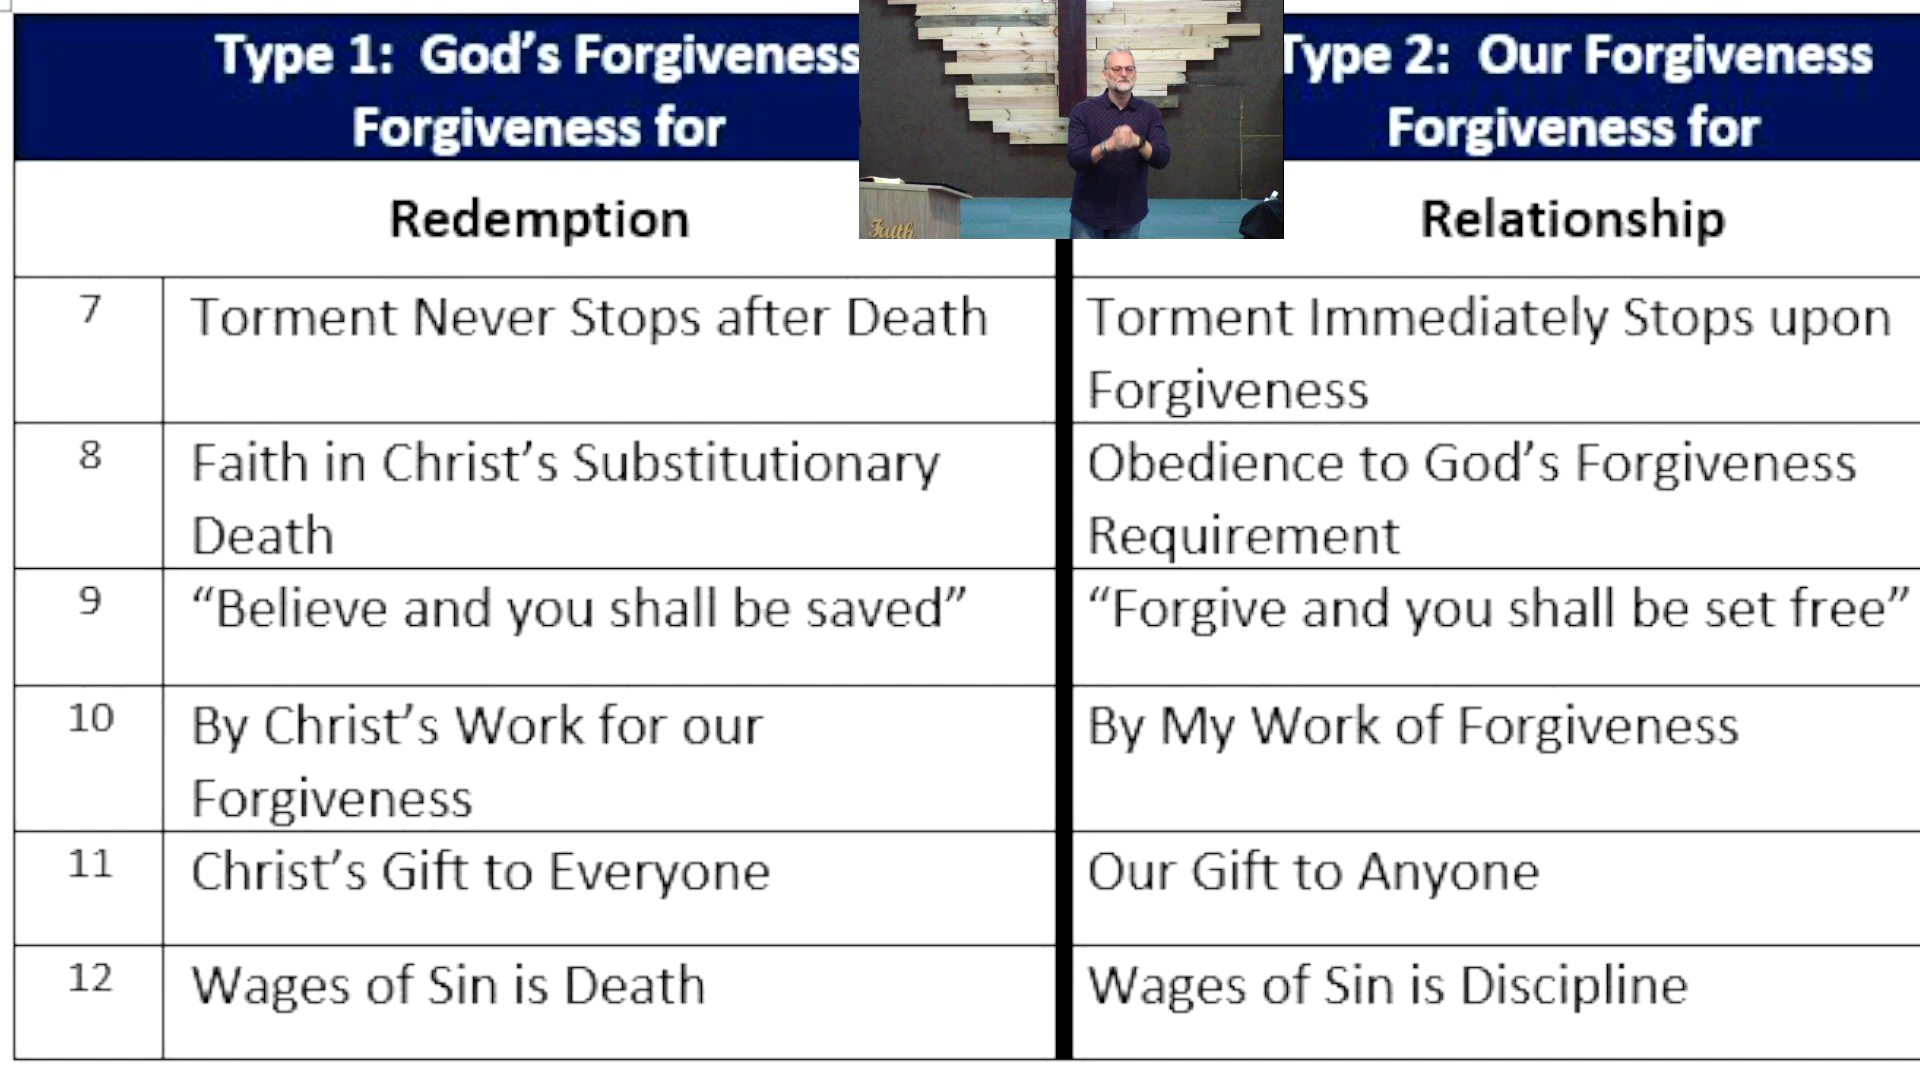 Type 1: God's Forgiveness
Forgiveness for
Type 2: Our Forgiveness
Forgiveness for
Redemption
Relationship
Faith
7
Torment Never Stops after Death
Torment Immediately Stops upon
Forgiveness
8
Faith in Christ's Substitutionary
Death
Obedience to God's Forgiveness
Requirement
9
“Believe and you shall be saved”
“Forgive and you shall be set free”
10
By Christ's Work for our
Forgiveness
By My Work of Forgiveness
11
Christ's Gift to Everyone
Our Gift to Anyone
12
Wages of Sin is Death
Wages of Sin is Discipline